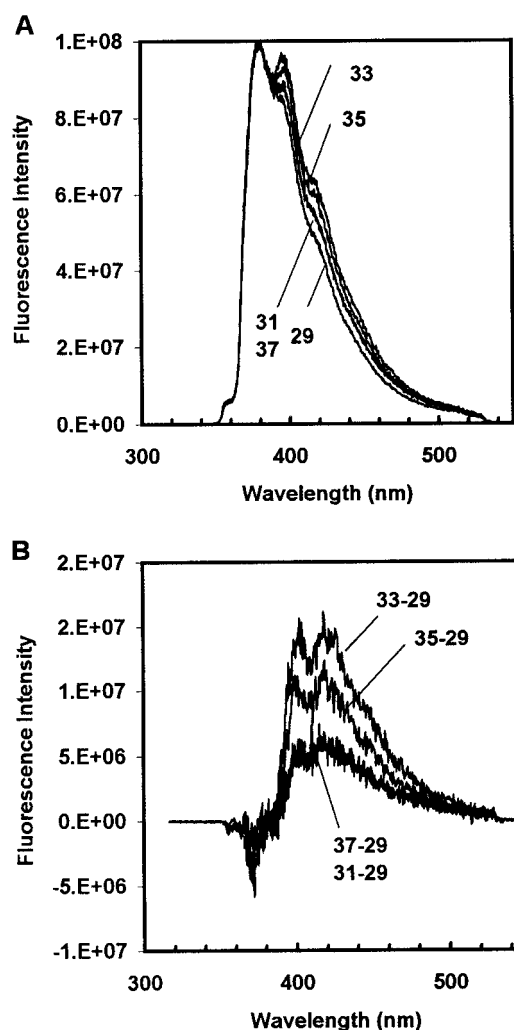 A
1.E+08
8.E+07
6.E+07
4.E+07
2.E+07
0.E+00
Fluorescence Intensity
33
35
31
37 29
300 400 500
Wavelength (nm)
B
2.E+07
2.E+07
1.E+07
5.E+06
0.E+00
-5.E+06
-1.E+07
Fluorescence Intensity
33-29
35-29
37-29
31-29
300 400 500
Wavelength (nm)